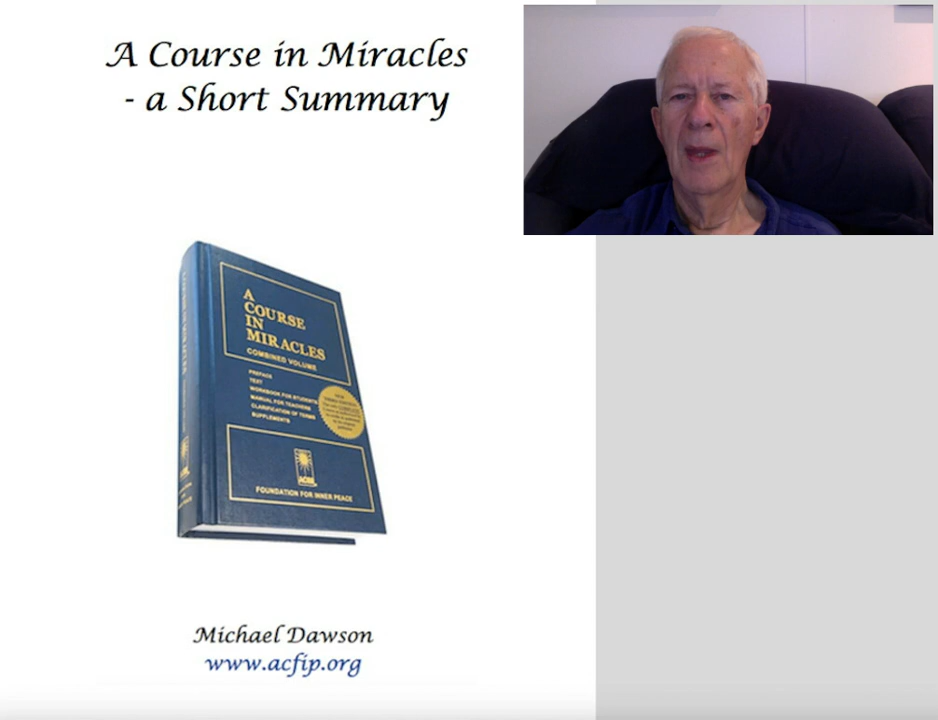 A Course in Miracles
- a Short Summary
A
COURSE
IN
MIRACLES
COMBINED VOLUME
PREFACE
TEXT
WORKBOOK FOR STUDENTS
MANUAL FOR TEACHERS
CLARIFICATION OF TERMS
SUPPLEMENTS
ACIM
FOUNDATION FOR INNER PEACE
Michael Dawson
www.acfip.org